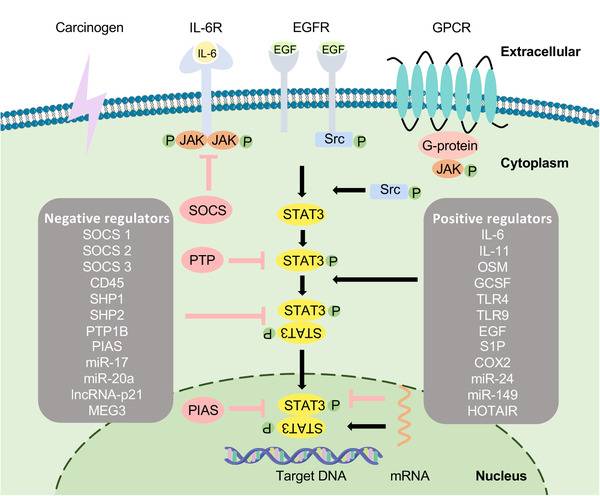 Carcinogen
IL-6R
EGFR
GPCR
IL-6
EGF
EGF
Extracellular
P
JAK
JAK
P
Src
P
G-protein
JAK
P
Cytoplasm
SOCS
Src
P
STAT3
Negative regulators
SOCS 1
SOCS 2
SOCS 3
CD45
SHP1
SHP2
PTP1B
PIAS
miR-17
miR-20a
lncRNA-p21
MEG3
PTP
STAT3
P
STAT3
P
STAT3
P
Positive regulators
IL-6
IL-11
OSM
GCSF
TLR4
TLR9
EGF
S1P
COX2
miR-24
miR-149
HOTAIR
PIAS
STAT3
P
STAT3
P
Target DNA
mRNA
Nucleus